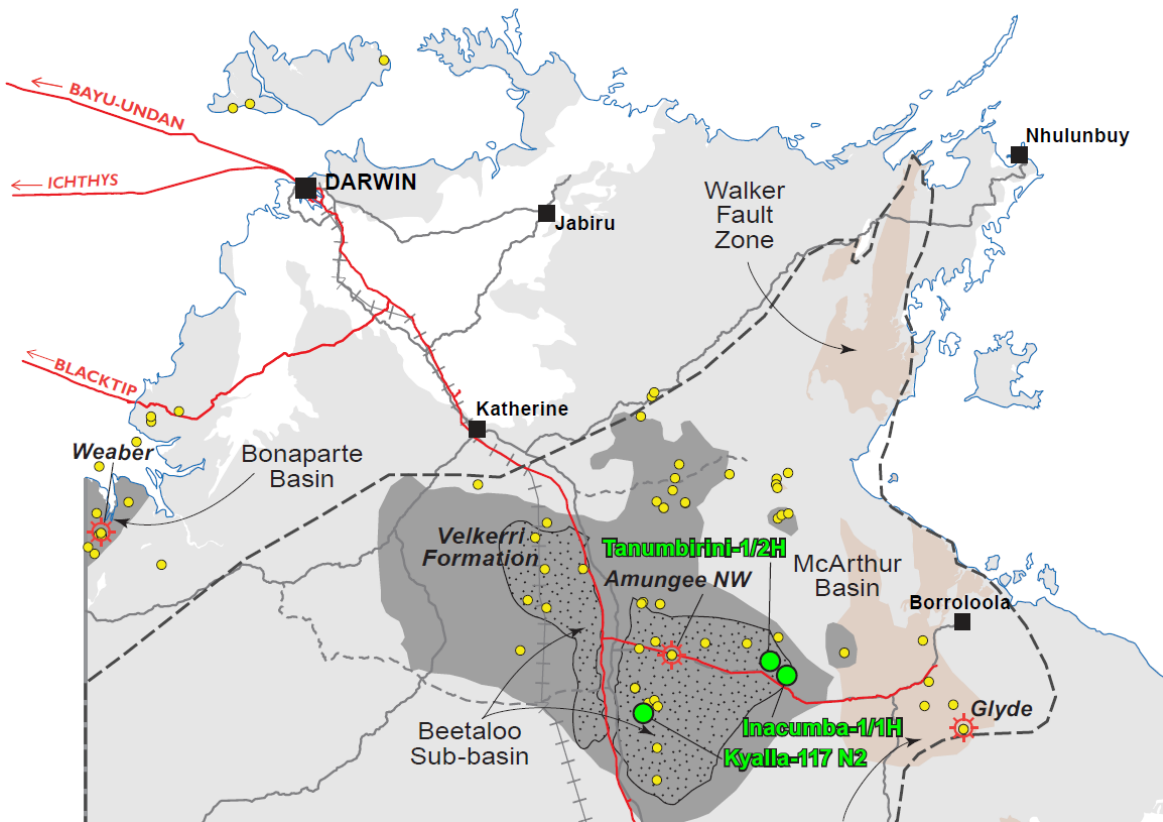 BAYU-UNDAN
ICHTHYS
DARWIN
Nhulunbuy
Jabiru
Walker
Fault
Zone
BLACKTIP
Katherine
Weaber
Bonaparte
Basin
Velkerri
Formation
Tanumbirini-1/2H
Amungee NW
McArthur
Basin
Borroloola
Beetaloo
Sub-basin
Inacumba-1/1H
Kyalla-117 N2
Glyde